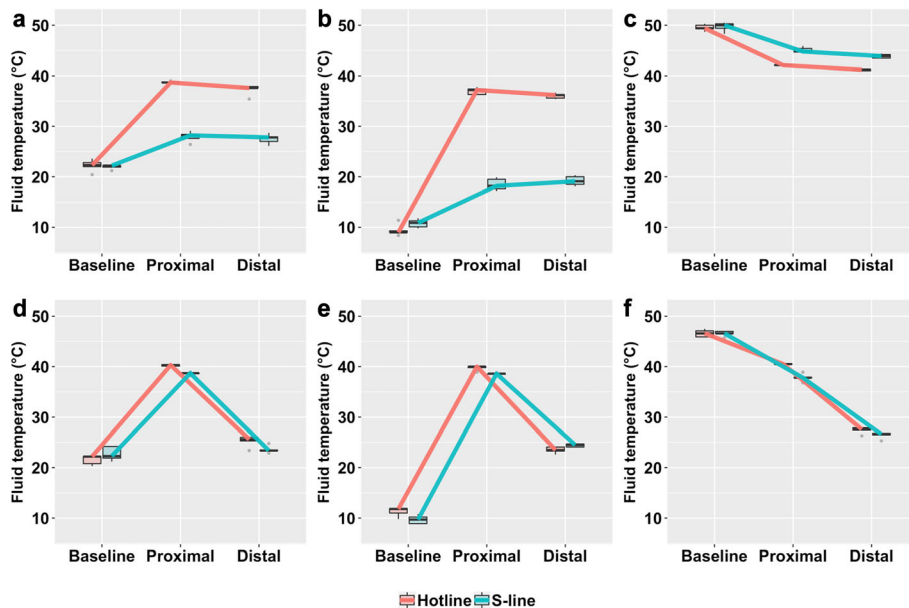 a
b
c
50
40
30
20
10
Fluid temperature (°C)
Baseline Proximal Distal
50
40
30
20
10
Fluid temperature (°C)
Baseline Proximal Distal
50
40
30
20
10
Fluid temperature (°C)
Baseline Proximal Distal
d
e
f
50
40
30
20
10
Fluid temperature (°C)
Baseline Proximal Distal
50
40
30
20
10
Fluid temperature (°C)
Baseline Proximal Distal
50
40
30
20
10
Fluid temperature (°C)
Baseline Proximal Distal
Hotline S-line